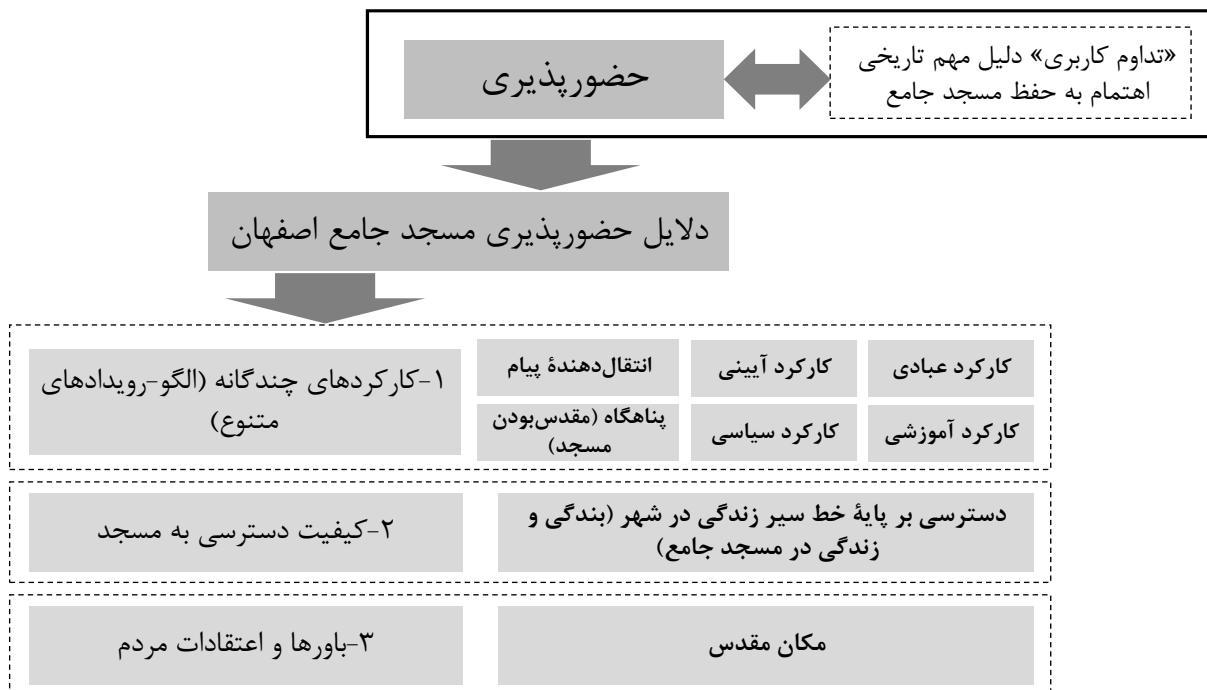 حضورپذیری
«تداوم کاربری» دلیل مهم تاریخی
اهتمام به حفظ مسجد جامع
دلایل حضورپذیری مسجد جامع اصفهان
کارکرد عبادی
کارکرد آیینی
انتقال‌دهندۀ پیام
کارکرد آموزشی
کارکرد سیاسی
پناهگاه (مقدس‌بودن
مسجد)
۱-کارکردهای چندگانه (الگو-رویدادهای
متنوع)
دسترسی بر پایۀ خط سیر زندگی در شهر (بندگی و
زندگی در مسجد جامع)
۲-کیفیت دسترسی به مسجد
مکان مقدس
۳-باورها و اعتقادات مردم